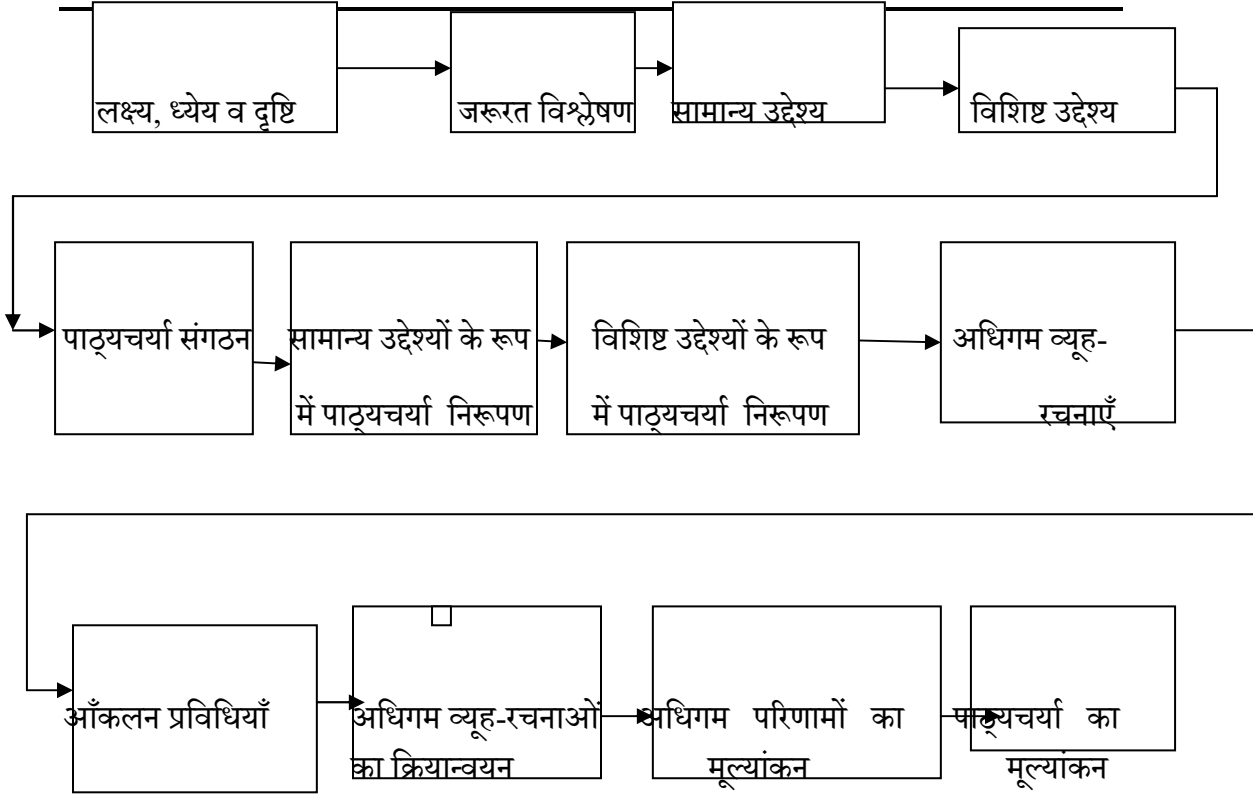 लक्ष्य, ध्येय व दृष्टि
जरूरत विश्लेषण
सामान्य उद्देश्य
विशिष्ट उद्देश्य
पाठ्यचर्या संगठन
सामान्य उद्देश्यों के रूप
में पाठ्यचर्या निरूपण
विशिष्ट उद्देश्यों के रूप
में पाठ्यचर्या निरूपण
अधिगम व्यूह-
रचनाएँ
आँकलन प्रविधियाँ
अधिगम व्यूह-रचनाओं
का क्रियान्वयन
अधिगम परिणामों का
मूल्यांकन
पाठ्यचर्या का
मूल्यांकन